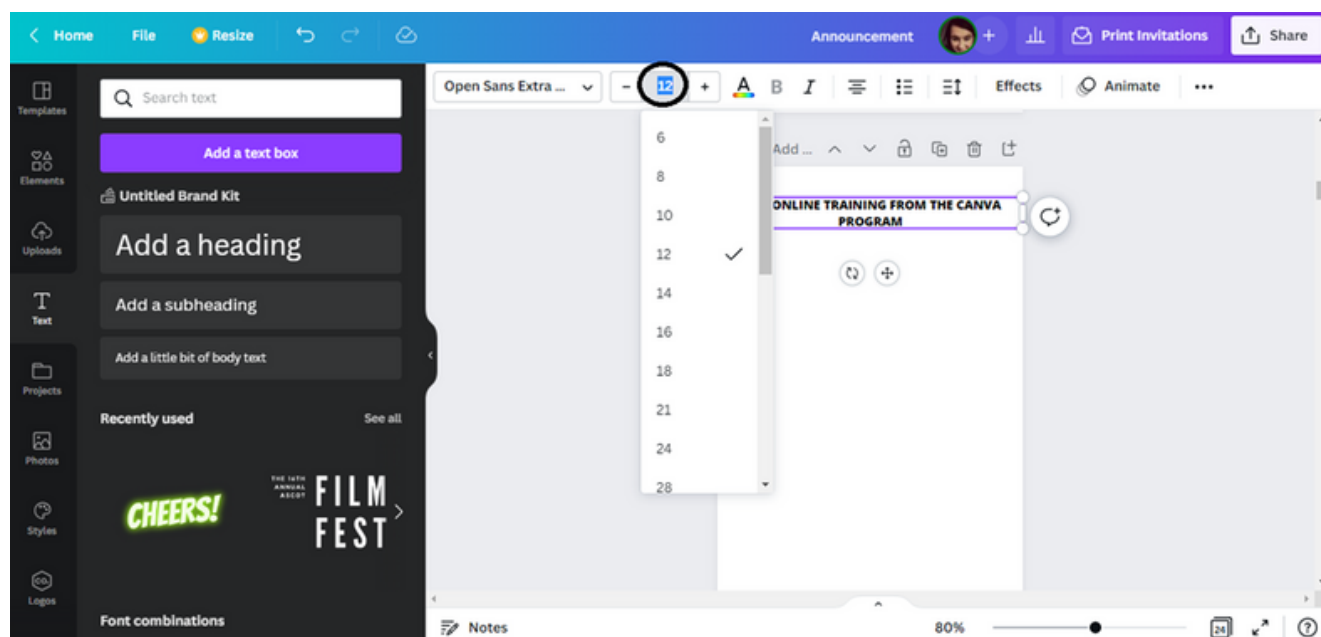 Home File Resize Announcement + Print Invitations Share
Templates
Elements
Uploads
Text
Projects
Photos
Styles
CO.
Logos
Search text
Add a text box
Untitled Brand Kit
Add a heading
Add a subheading
Add a little bit of body text
Recently used See all
CHEERS!
THE 14TH
ANNUAL
ASCOT
FILM
FEST
Font combinations
Open Sans Extra ... - 12 + A B I Effects Animate ...
6
8
10
12
14
16
18
21
24
28
Add ...
ONLINE TRAINING FROM THE CANVA
PROGRAM
Notes 80% 24 ?